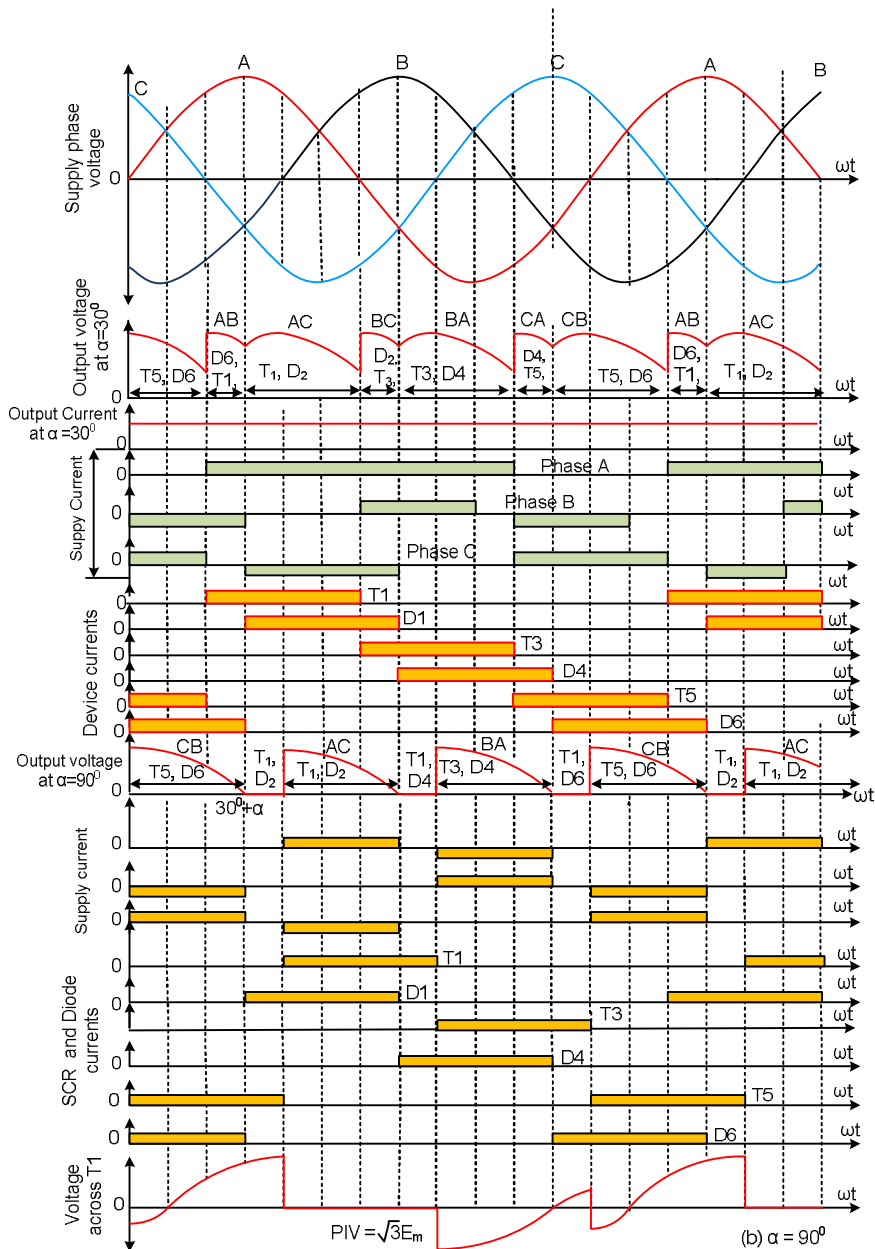 A
B
C
A
B
C
Supply phase voltage
0
ωt
Output voltage at α=30⁰
AB
AC
BC
BA
CA
CB
AB
AC
T5, D6
D6, T1,
T₁, D₂
D₂, T₃,
T3, D4
D4, T5,
T5, D6
D6, T1,
T₁, D₂
0
ωt
Output Current at α=30⁰
0
ωt
Suppy Current
0
Phase A
ωt
0
Phase B
ωt
ωt
0
Phase C
ωt
Device currents
0
T1
ωt
0
D1
ωt
0
T3
ωt
0
D4
ωt
0
T5
ωt
0
D6
ωt
Output voltage at α=90⁰
0
CB
AC
BA
CB
AC
T5, D6
T₁, D₂
T₁, D₂
T₁, D4
T3, D4
T₁, D6
T5, D6
T₁, D₂
T₁, D₂
ωt
30⁰+α
Supply current
0
ωt
0
ωt
0
ωt
SCR and Diode currents
T1
ωt
0
D1
ωt
T3
ωt
0
D4
ωt
0
T5
ωt
0
D6
ωt
Voltage across T1
0
ωt
PIV = √3Eₘ
(b) α = 90⁰